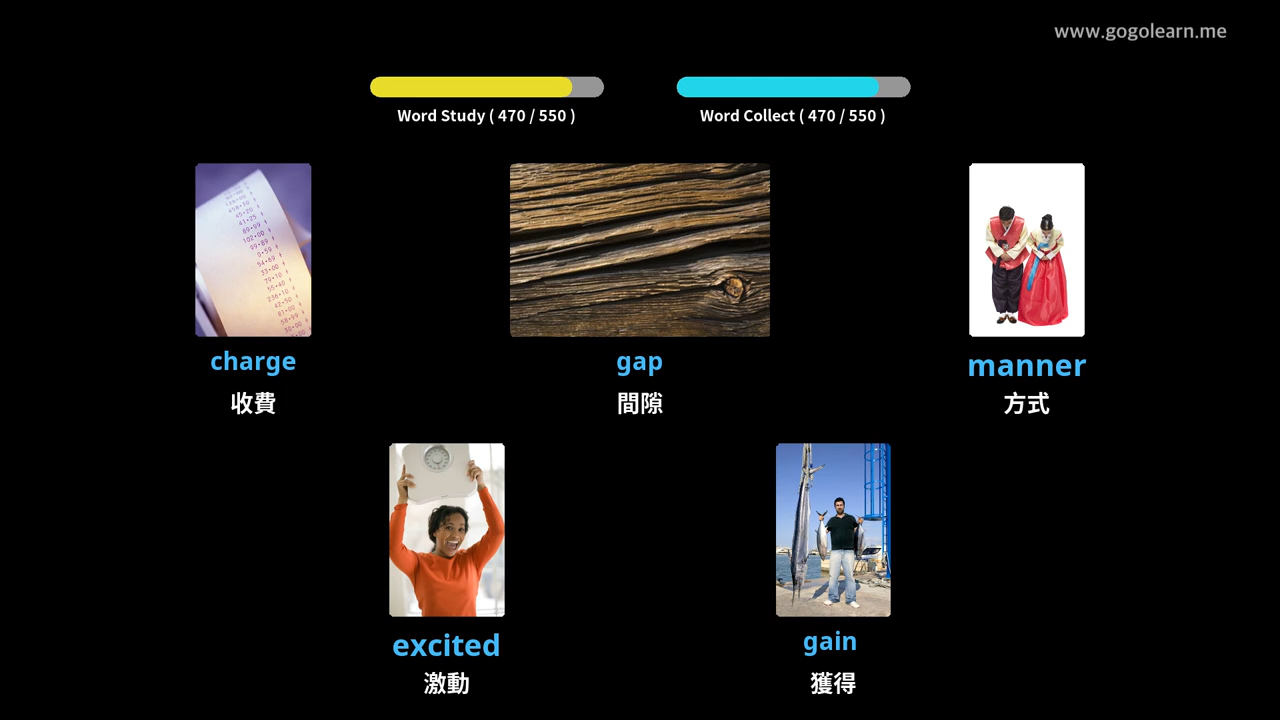 www.gogolearn.me
Word Study ( 470 / 550 )
Word Collect ( 470 / 550 )
charge
gap
manner
收費
間隙
方式
excited
gain
激動
獲得